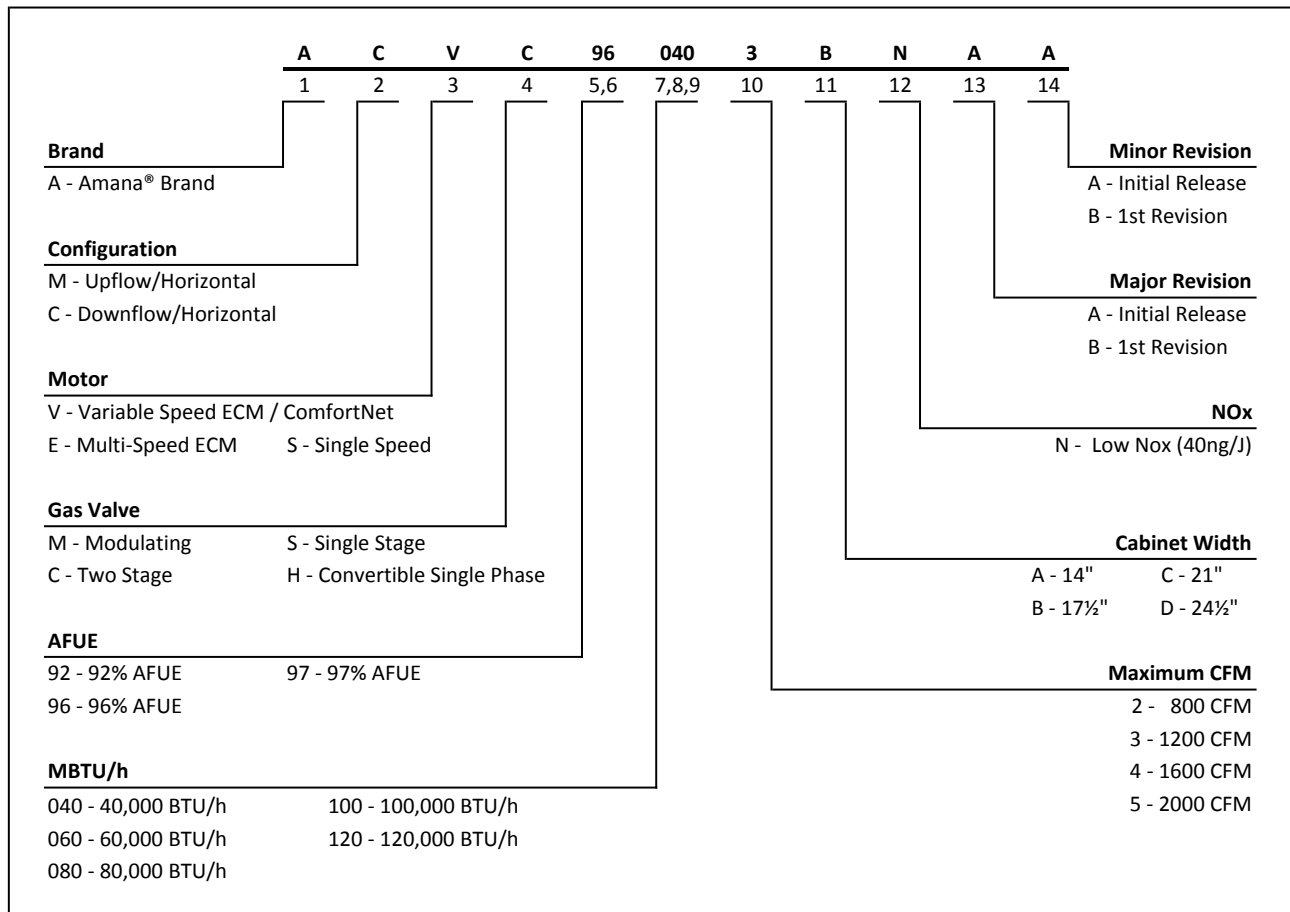 A C V C 96 040 3 B N A A
1 2 3 4 5,6 7,8,9 10 11 12 13 14
Brand
A - Amana® Brand
Configuration
M - Upflow/Horizontal
C - Downflow/Horizontal
Motor
V - Variable Speed ECM / ComfortNet
E - Multi-Speed ECM S - Single Speed
Gas Valve
M - Modulating S - Single Stage
C - Two Stage H - Convertible Single Phase
AFUE
92 - 92% AFUE 97 - 97% AFUE
96 - 96% AFUE
MBTU/h
040 - 40,000 BTU/h 100 - 100,000 BTU/h
060 - 60,000 BTU/h 120 - 120,000 BTU/h
080 - 80,000 BTU/h
Minor Revision
A - Initial Release
B - 1st Revision
Major Revision
A - Initial Release
B - 1st Revision
NOx
N - Low Nox (40ng/J)
Cabinet Width
A - 14" C - 21"
B - 17½" D - 24½"
Maximum CFM
2 - 800 CFM
3 - 1200 CFM
4 - 1600 CFM
5 - 2000 CFM